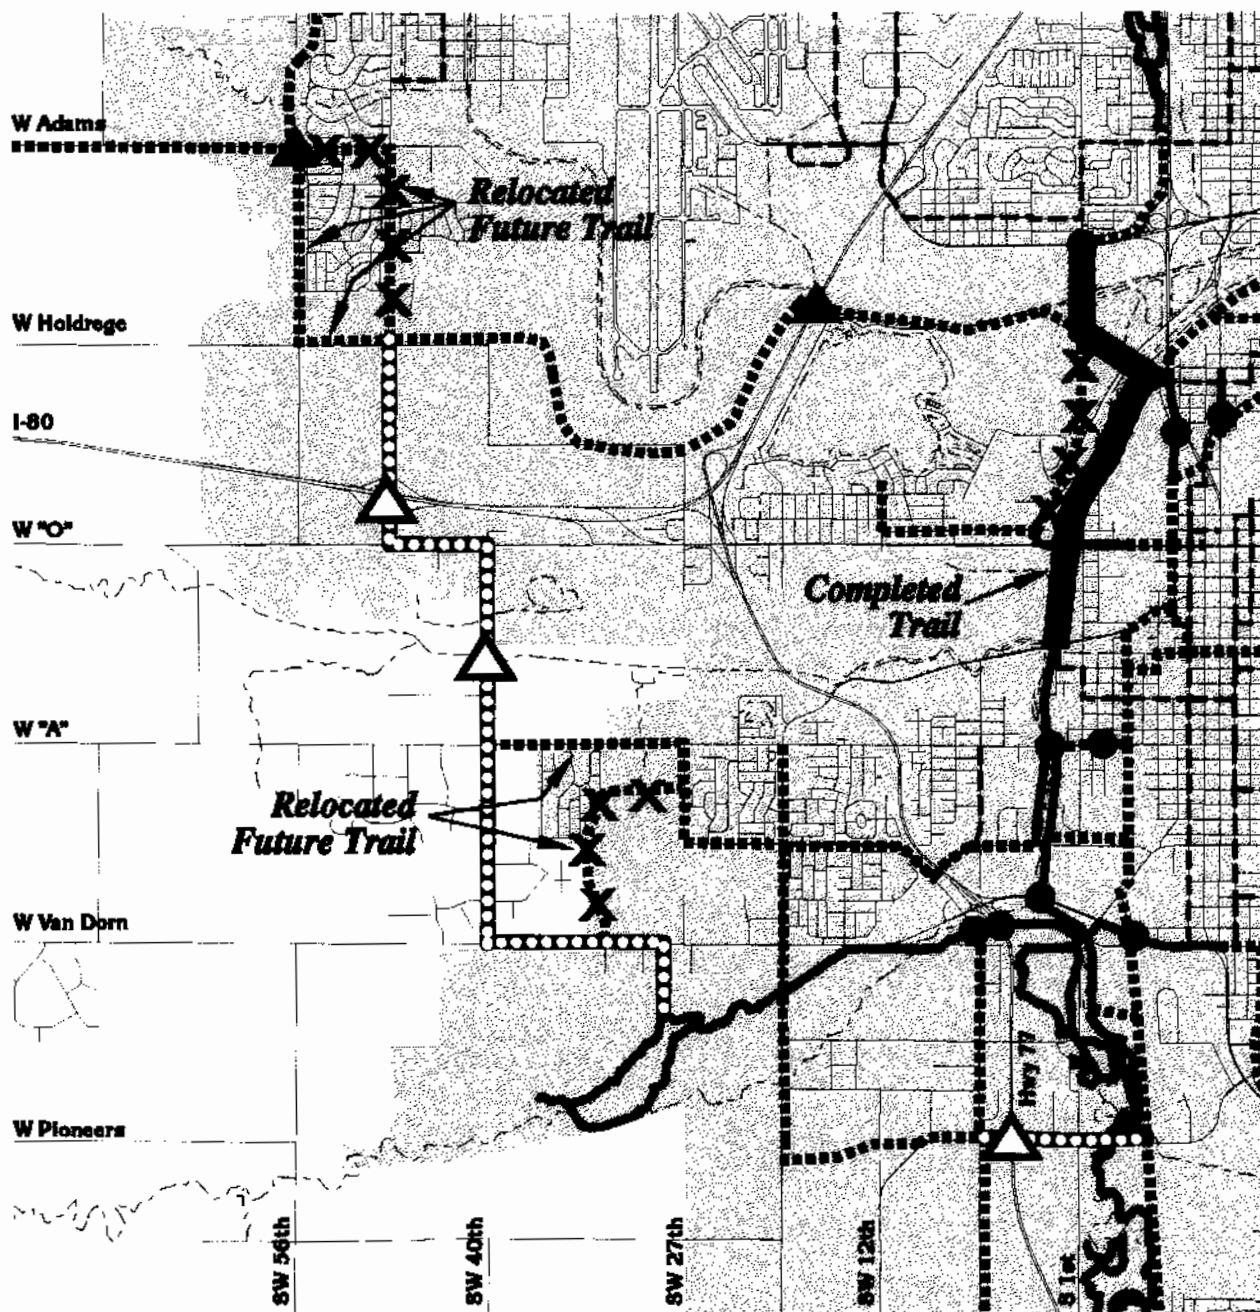 W Adams
Relocated
Future Trail
W Holdrege
I-80
W "O"
Completed
Trail
W "A"
Relocated
Future Trail
W Van Dorn
Hwy 77
W Pioneers
SW 56th
SW 40th
SW 27th
SW 12th
S 1st